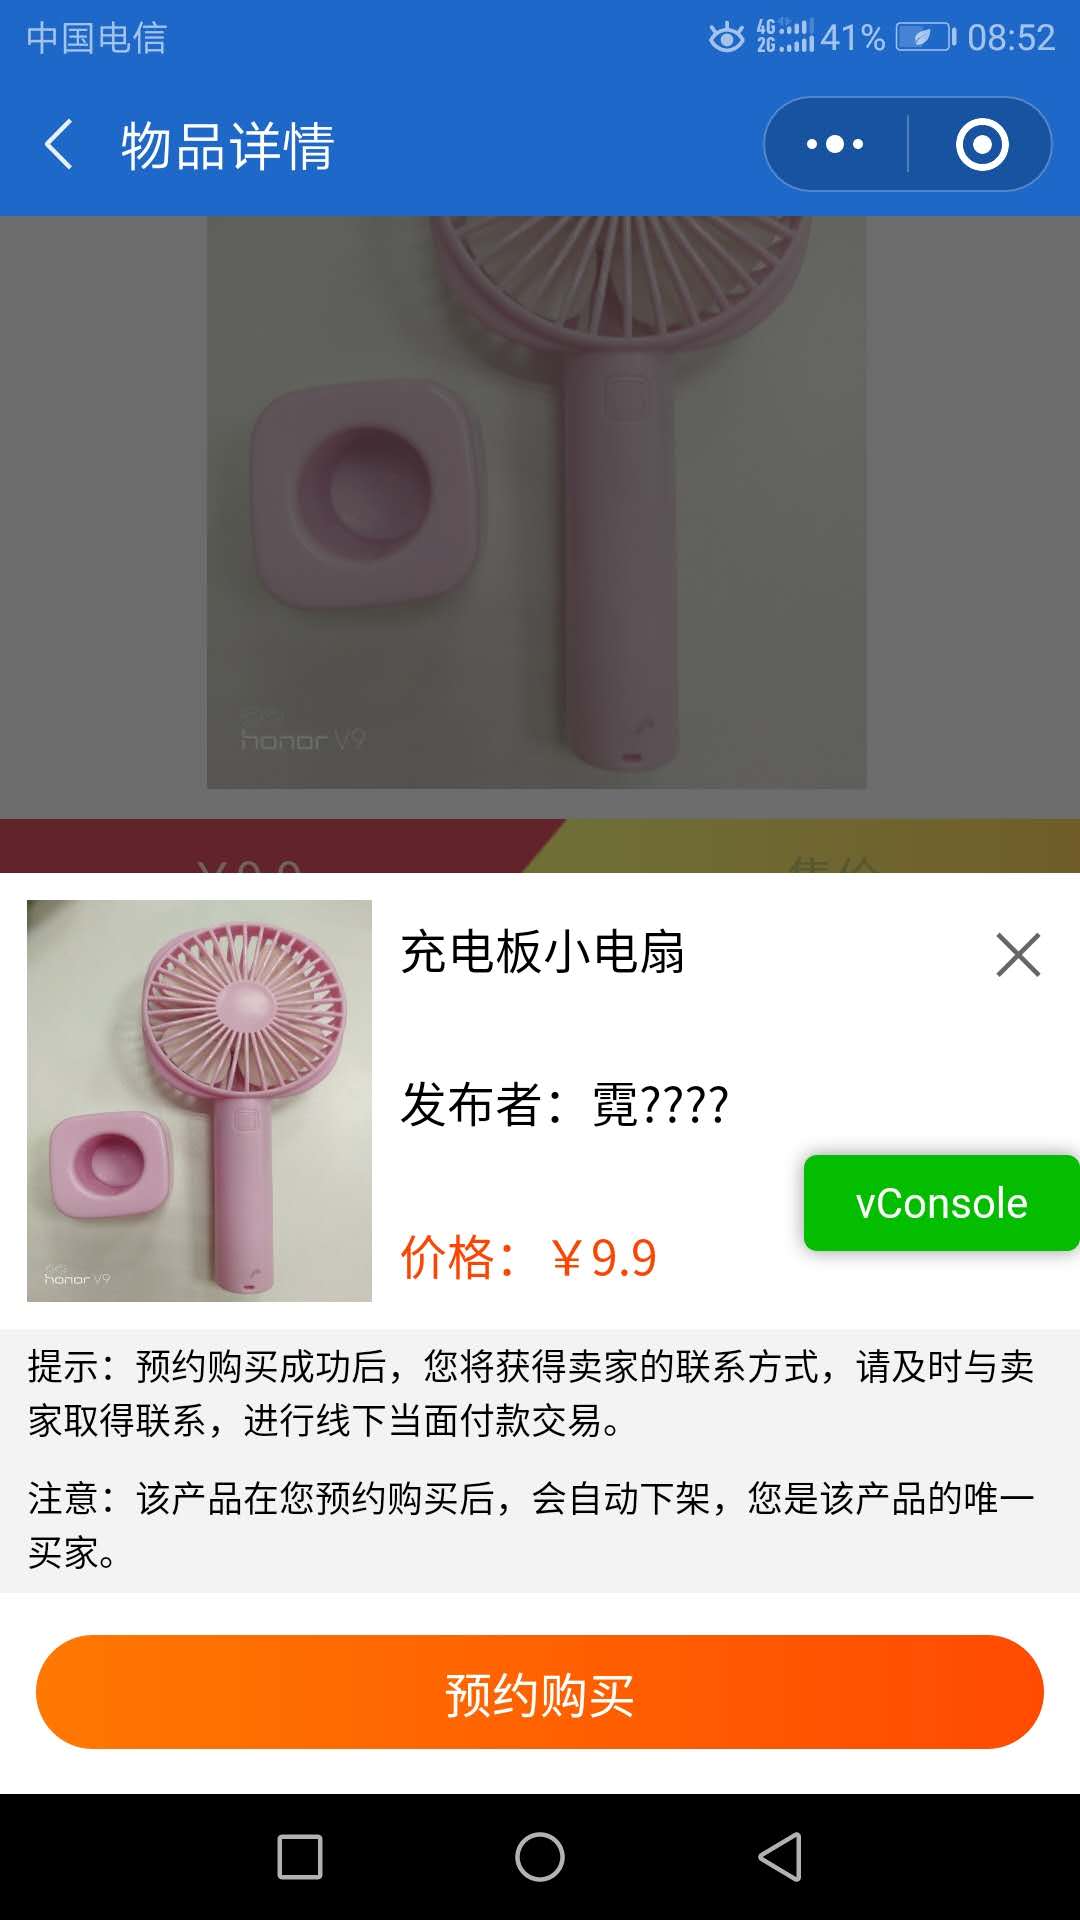 中国电信
4G
2G
41%
08:52
物品详情
honor V9
￥9.9
售价
充电板小电扇
发布者：霓????
vConsole
价格：￥9.9
honor V9
提示：预约购买成功后，您将获得卖家的联系方式，请及时与卖
家取得联系，进行线下当面付款交易。
注意：该产品在您预约购买后，会自动下架，您是该产品的唯一
买家。
预约购买